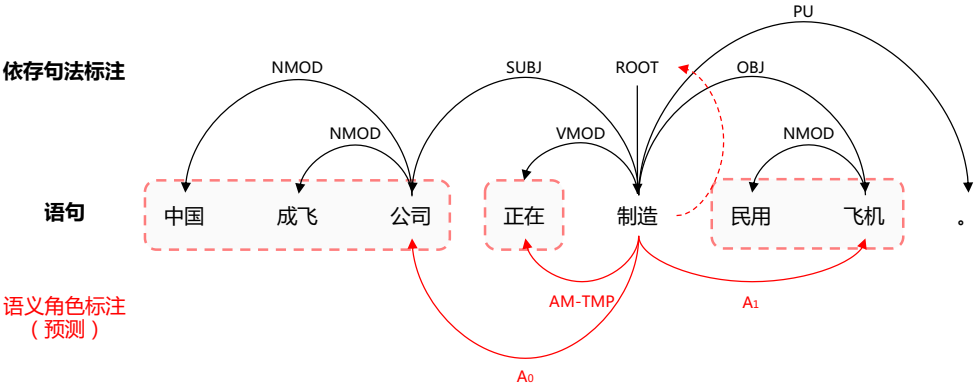 PU
依存句法标注 NMOD SUBJ ROOT OBJ
NMOD VMOD NMOD
语句 中国 成飞 公司 正在 制造 民用 飞机 。
语义角色标注
（预测）
AM-TMP A1
A0